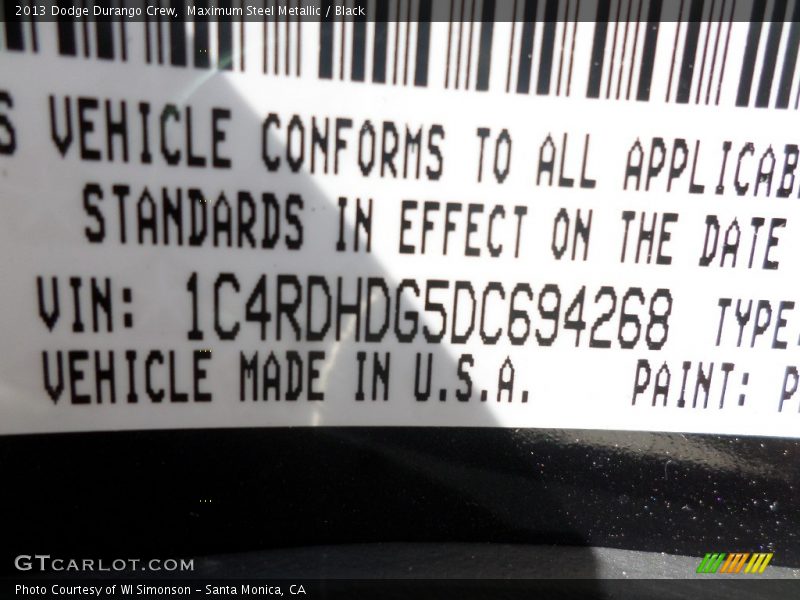 2013 Dodge Durango Crew, Maximum Steel Metallic / Black
S VEHICLE CONFORMS TO ALL APPLICAB
STANDARDS IN EFFECT ON THE DATE
VIN: 1C4RDHDG5DC694268 TYPE:
VEHICLE MADE IN U.S.A. PAINT: P
GTCARLOT.COM
Photo Courtesy of WI Simonson - Santa Monica, CA